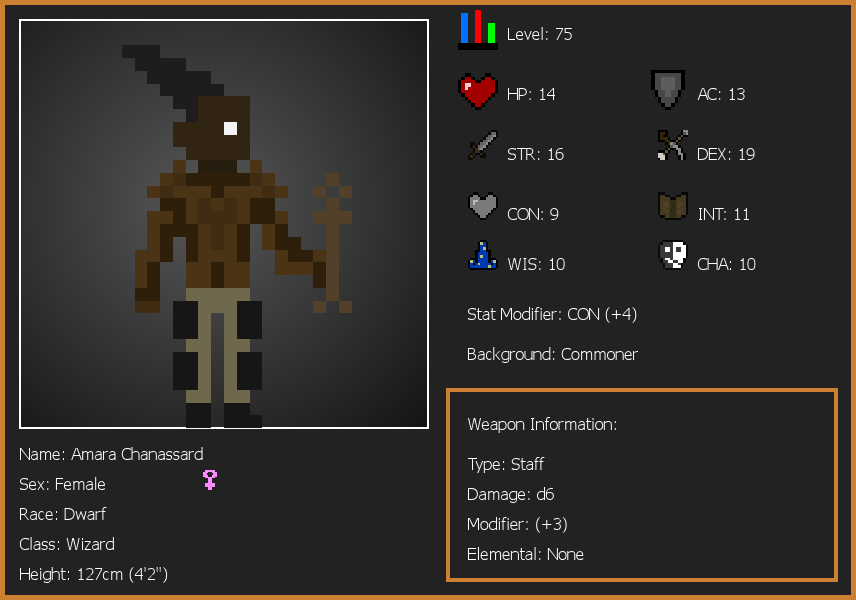 Level: 75
HP: 14
AC: 13
STR: 16
DEX: 19
CON: 9
INT: 11
WIS: 10
CHA: 10
Stat Modifier: CON (+4)
Background: Commoner
Weapon Information:
Type: Staff
Damage: d6
Modifier: (+3)
Elemental: None
Name: Amara Chanassard
Sex: Female
Race: Dwarf
Class: Wizard
Height: 127cm (4'2")